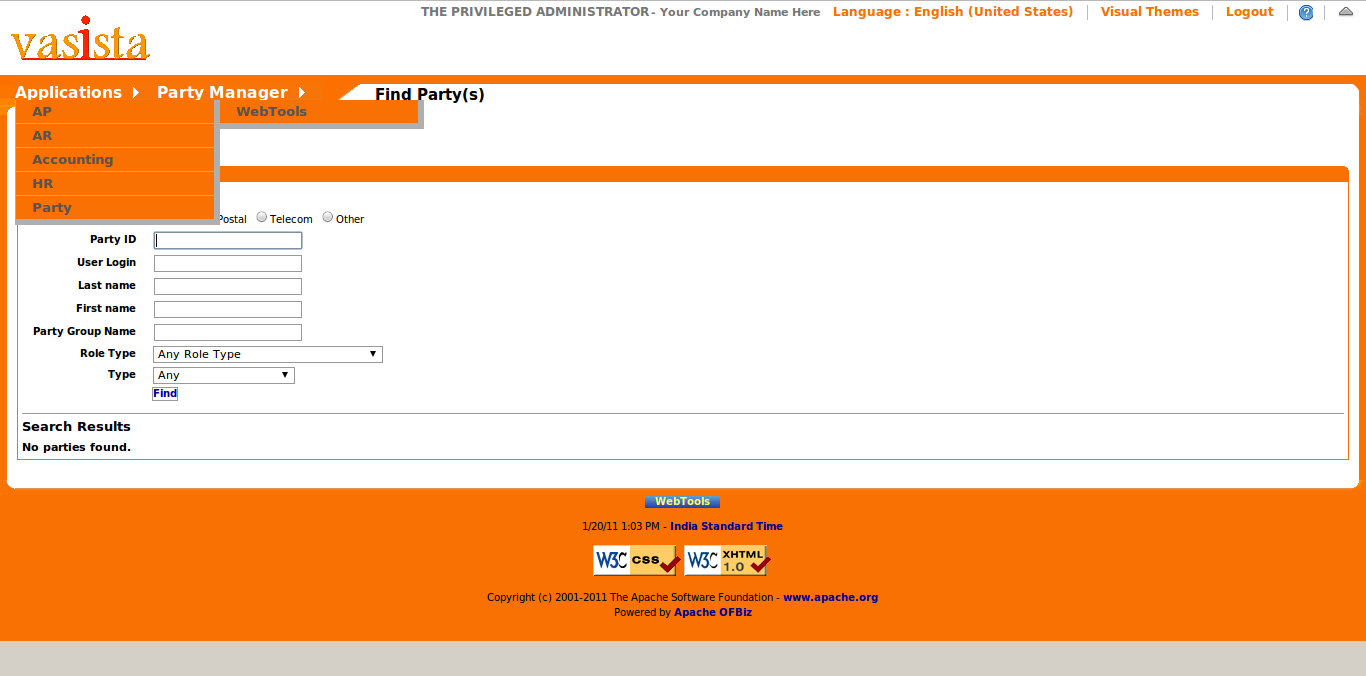 THE PRIVILEGED ADMINISTRATOR - Your Company Name Here Language : English (United States) Visual Themes Logout ?
vasista
Applications Party Manager Find Party(s)
AP WebTools
AR
Accounting
HR
Party
Postal Telecom Other
Party ID
User Login
Last name
First name
Party Group Name
Role Type Any Role Type
Type Any
Find
Search Results
No parties found.
WebTools
1/20/11 1:03 PM - India Standard Time
W3C css W3C XHTML 1.0
Copyright (c) 2001-2011 The Apache Software Foundation - www.apache.org
Powered by Apache OFBiz